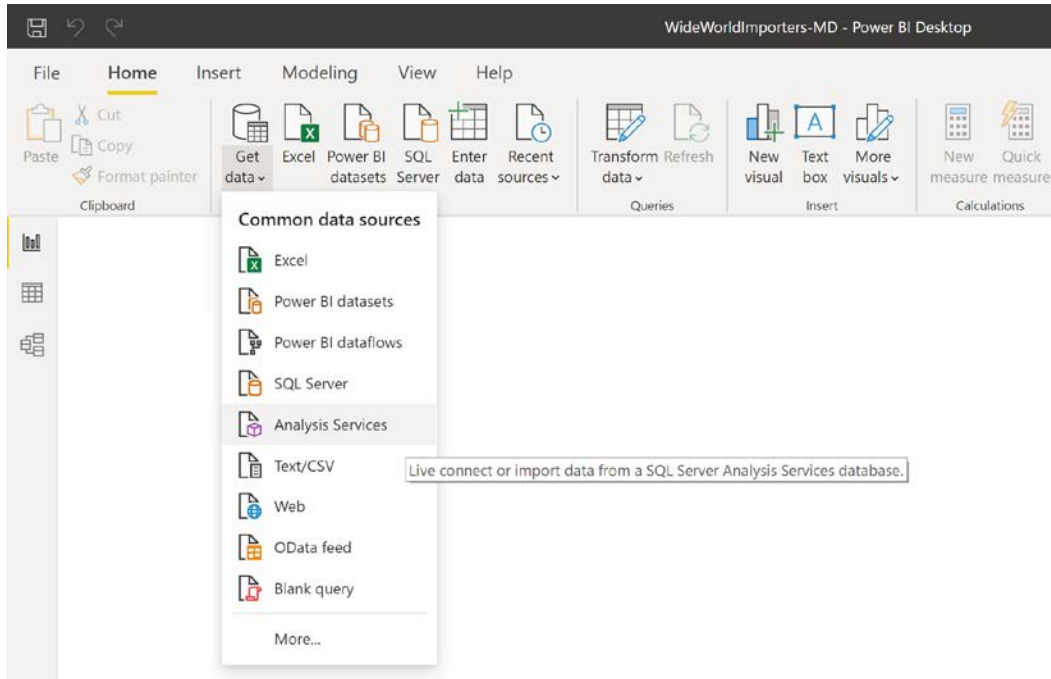 WideWorldImporters-MD - Power BI Desktop
File Home Insert Modeling View Help
Paste
Cut
Copy
Format painter
Clipboard
Get data
Excel
Power BI datasets
SQL Server
Enter data
Recent sources
Transform data
Refresh
Queries
New visual
A
Text box
More visuals
Insert
New measure
Quick measure
Calculations
Common data sources
Excel
Power BI datasets
Power BI dataflows
SQL Server
Analysis Services
Live connect or import data from a SQL Server Analysis Services database.
Text/CSV
Web
OData feed
Blank query
More...